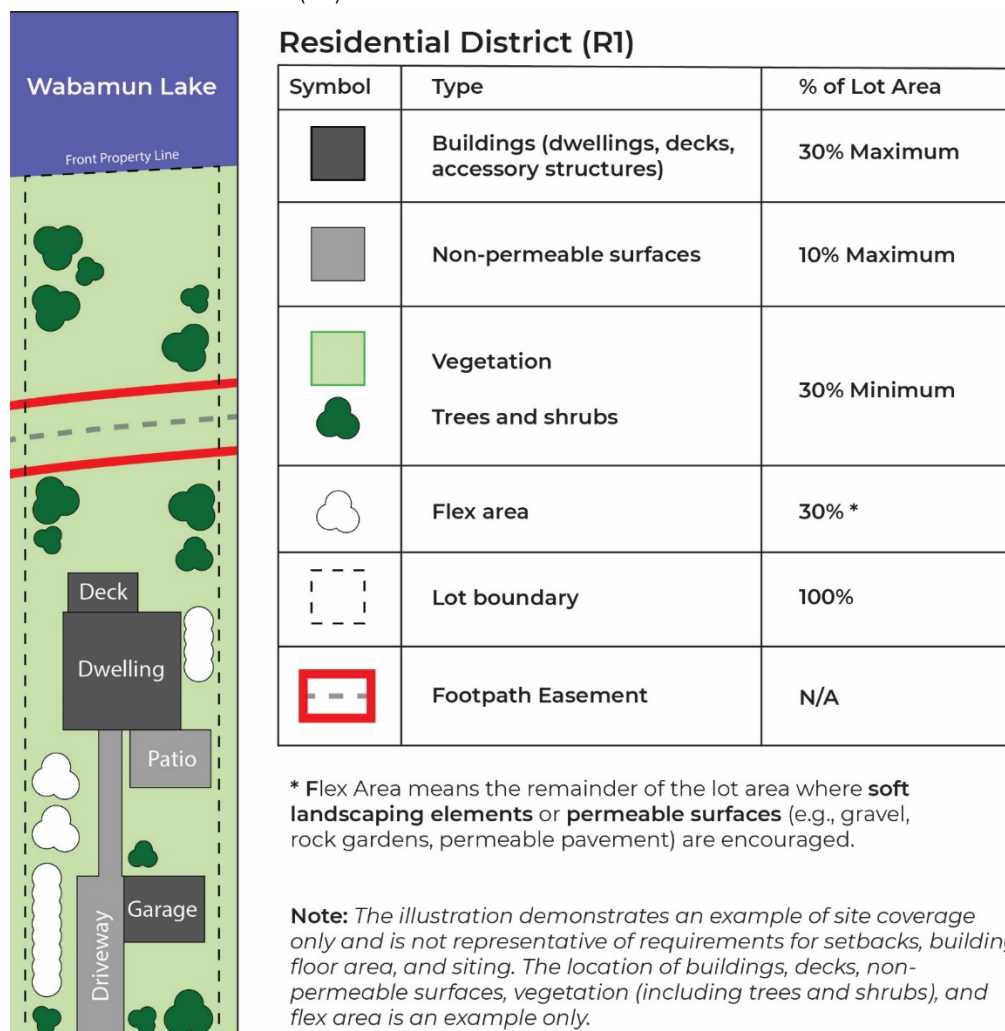 Wabamun Lake
Front Property Line
Deck
Dwelling
Patio
Garage
Driveway
Residential District (R1)
Symbol Type % of Lot Area
Buildings (dwellings, decks,
accessory structures)
30% Maximum
Non-permeable surfaces 10% Maximum
Vegetation
Trees and shrubs
30% Minimum
Flex area 30% *
Lot boundary 100%
Footpath Easement N/A
* Flex Area means the remainder of the lot area where soft
landscaping elements or permeable surfaces (e.g., gravel,
rock gardens, permeable pavement) are encouraged.
Note: The illustration demonstrates an example of site coverage
only and is not representative of requirements for setbacks, building
floor area, and siting. The location of buildings, decks, non-
permeable surfaces, vegetation (including trees and shrubs), and
flex area is an example only.